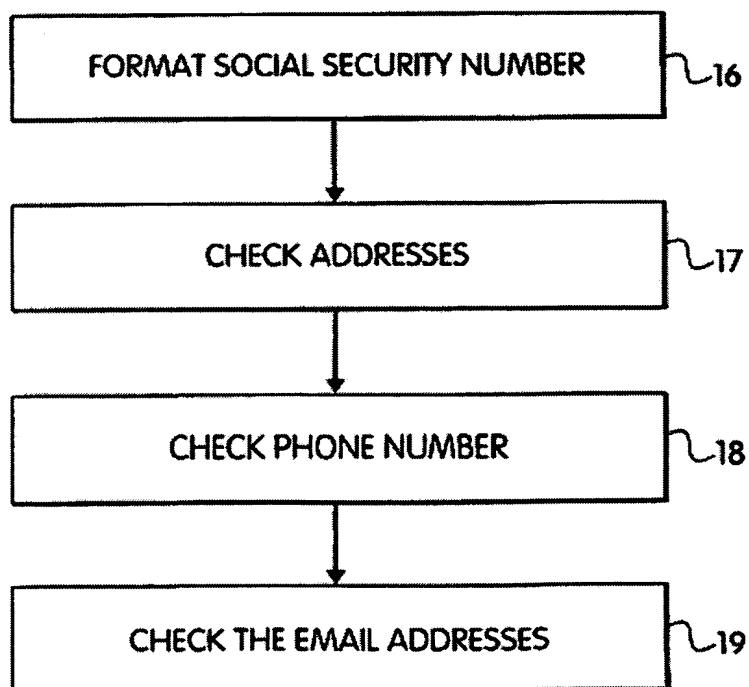 FORMAT SOCIAL SECURITY NUMBER
16
CHECK ADDRESSES
17
CHECK PHONE NUMBER
18
CHECK THE EMAIL ADDRESSES
19